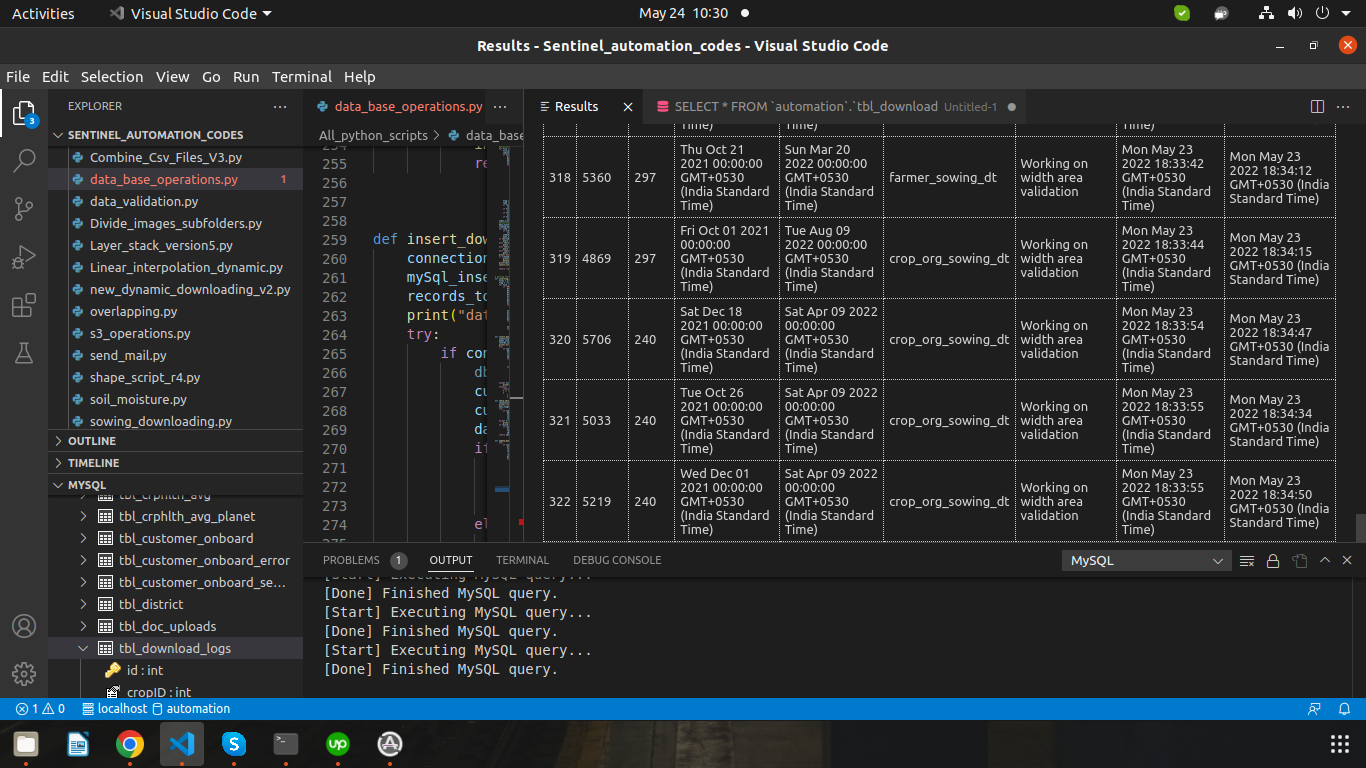 Activities
Visual Studio Code
May 24 10:30
Results - Sentinel_automation_codes - Visual Studio Code
File Edit Selection View Go Run Terminal Help
EXPLORER
SENTINEL_AUTOMATION_CODES
Combine_Csv_Files_V3.py
data_base_operations.py 1
data_validation.py
Divide_images_subfolders.py
Layer_stack_version5.py
Linear_interpolation_dynamic.py
new_dynamic_downloading_v2.py
overlapping.py
s3_operations.py
send_mail.py
shape_script_r4.py
soil_moisture.py
sowing_downloading.py
OUTLINE
TIMELINE
MYSQL
tbl_crphlth_avg
tbl_crphlth_avg_planet
tbl_customer_onboard
tbl_customer_onboard_error
tbl_customer_onboard_se...
tbl_district
tbl_doc_uploads
tbl_download_logs
id : int
cropID : int
3
data_base_operations.py
All_python_scripts > data_base
254 in
255 re
256
257
258
259 def insert_dow
260 connection
261 mySql_inse
262 records_to
263 print("dat
264 try:
265 if con
266 db
267 cu
268 cu
269 da
270 if
271
272
273
274 el
275
Results
SELECT * FROM `automation`.`tbl_download Untitled-1
Time) Time) Time) Time)
318 5360 297
Thu Oct 21
2021 00:00:00
GMT+0530
(India Standard
Time)
Sun Mar 20
2022 00:00:00
GMT+0530
(India Standard
Time)
farmer_sowing_dt
Working on
width area
validation
Mon May 23
2022 18:33:42
GMT+0530
(India Standard
Time)
Mon May 23
2022 18:34:12
GMT+0530 (India
Standard Time)
319 4869 297
Fri Oct 01 2021
00:00:00
GMT+0530
(India Standard
Time)
Tue Aug 09
2022 00:00:00
GMT+0530
(India Standard
Time)
crop_org_sowing_dt
Working on
width area
validation
Mon May 23
2022 18:33:44
GMT+0530
(India Standard
Time)
Mon May 23
2022 18:34:15
GMT+0530 (India
Standard Time)
320 5706 240
Sat Dec 18
2021 00:00:00
GMT+0530
(India Standard
Time)
Sat Apr 09 2022
00:00:00
GMT+0530
(India Standard
Time)
crop_org_sowing_dt
Working on
width area
validation
Mon May 23
2022 18:33:54
GMT+0530
(India Standard
Time)
Mon May 23
2022 18:34:47
GMT+0530 (India
Standard Time)
321 5033 240
Tue Oct 26
2021 00:00:00
GMT+0530
(India Standard
Time)
Sat Apr 09 2022
00:00:00
GMT+0530
(India Standard
Time)
crop_org_sowing_dt
Working on
width area
validation
Mon May 23
2022 18:33:55
GMT+0530
(India Standard
Time)
Mon May 23
2022 18:34:34
GMT+0530 (India
Standard Time)
322 5219 240
Wed Dec 01
2021 00:00:00
GMT+0530
(India Standard
Time)
Sat Apr 09 2022
00:00:00
GMT+0530
(India Standard
Time)
crop_org_sowing_dt
Working on
width area
validation
Mon May 23
2022 18:33:55
GMT+0530
(India Standard
Time)
Mon May 23
2022 18:34:50
GMT+0530 (India
Standard Time)
PROBLEMS 1 OUTPUT TERMINAL DEBUG CONSOLE
MySQL
[Start] Executing MySQL query...
[Done] Finished MySQL query.
[Start] Executing MySQL query...
[Done] Finished MySQL query.
[Start] Executing MySQL query...
[Done] Finished MySQL query.
1 0 localhost automation
up